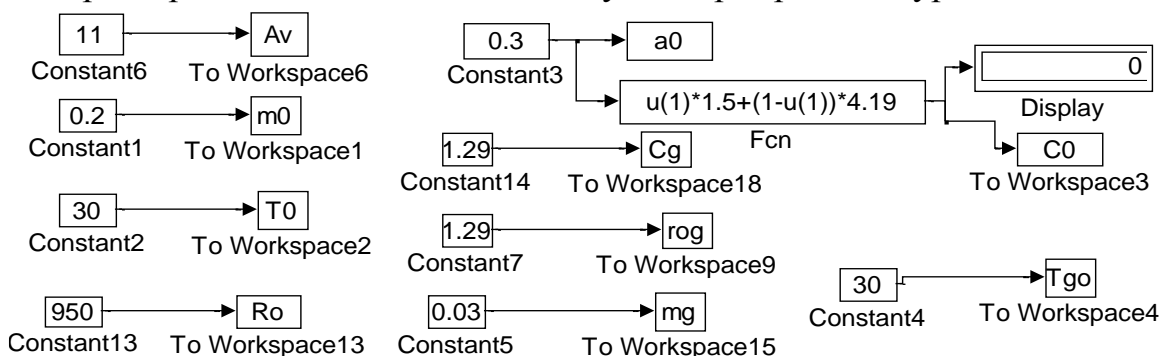 11 Av
Constant6 To Workspace6
0.2 m0
Constant1 To Workspace1
30 T0
Constant2 To Workspace2
950 Ro
Constant13 To Workspace13
0.3 a0
Constant3
u(1)*1.5+(1-u(1))*4.19
Fcn
0
Display
C0
To Workspace3
1.29 Cg
Constant14 To Workspace18
1.29 rog
Constant7 To Workspace9
0.03 mg
Constant5 To Workspace15
30 Tgo
Constant4 To Workspace4